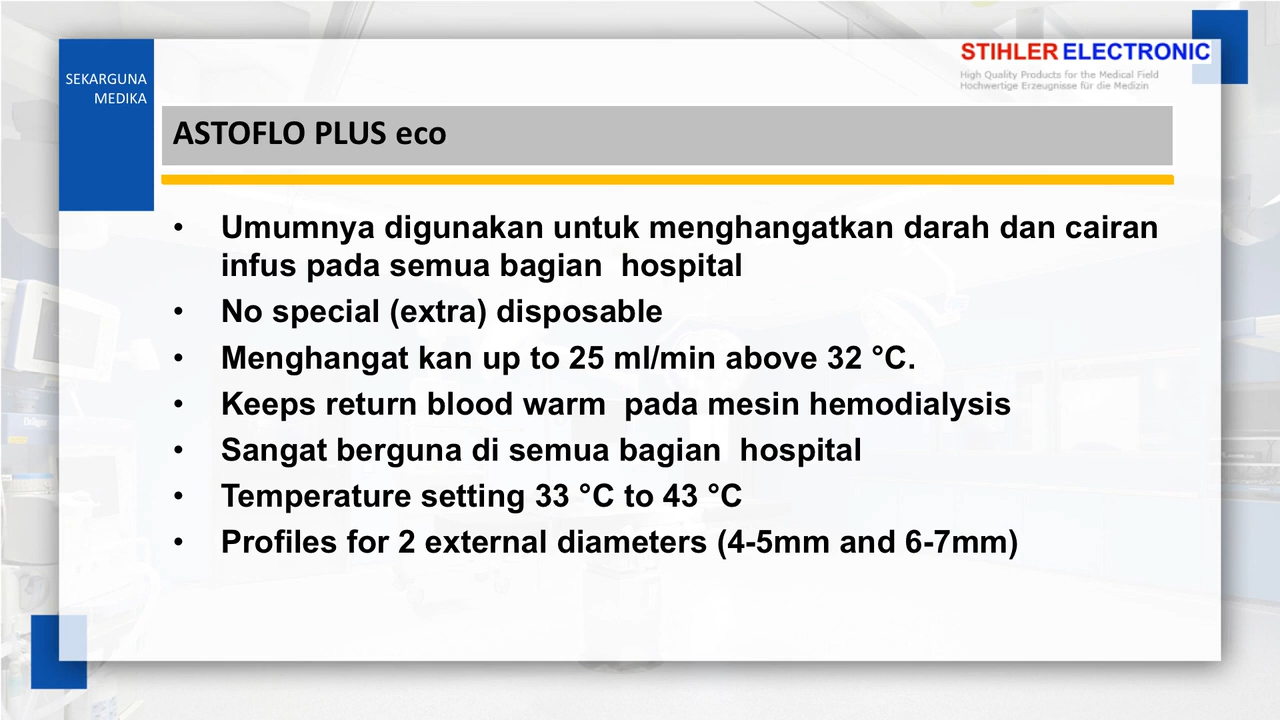 STIHLER ELECTRONIC
High Quality Products for the Medical Field
Hochwertige Erzeugnisse für die Medizin
SEKARGUNA
MEDIKA
ASTOFLO PLUS eco
• Umumnya digunakan untuk menghangatkan darah dan cairan
infus pada semua bagian  hospital
• No special (extra) disposable
• Menghangat kan up to 25 ml/min above 32 °C.
• Keeps return blood warm  pada mesin hemodialysis
• Sangat berguna di semua bagian  hospital
• Temperature setting 33 °C to 43 °C
• Profiles for 2 external diameters (4-5mm and 6-7mm)